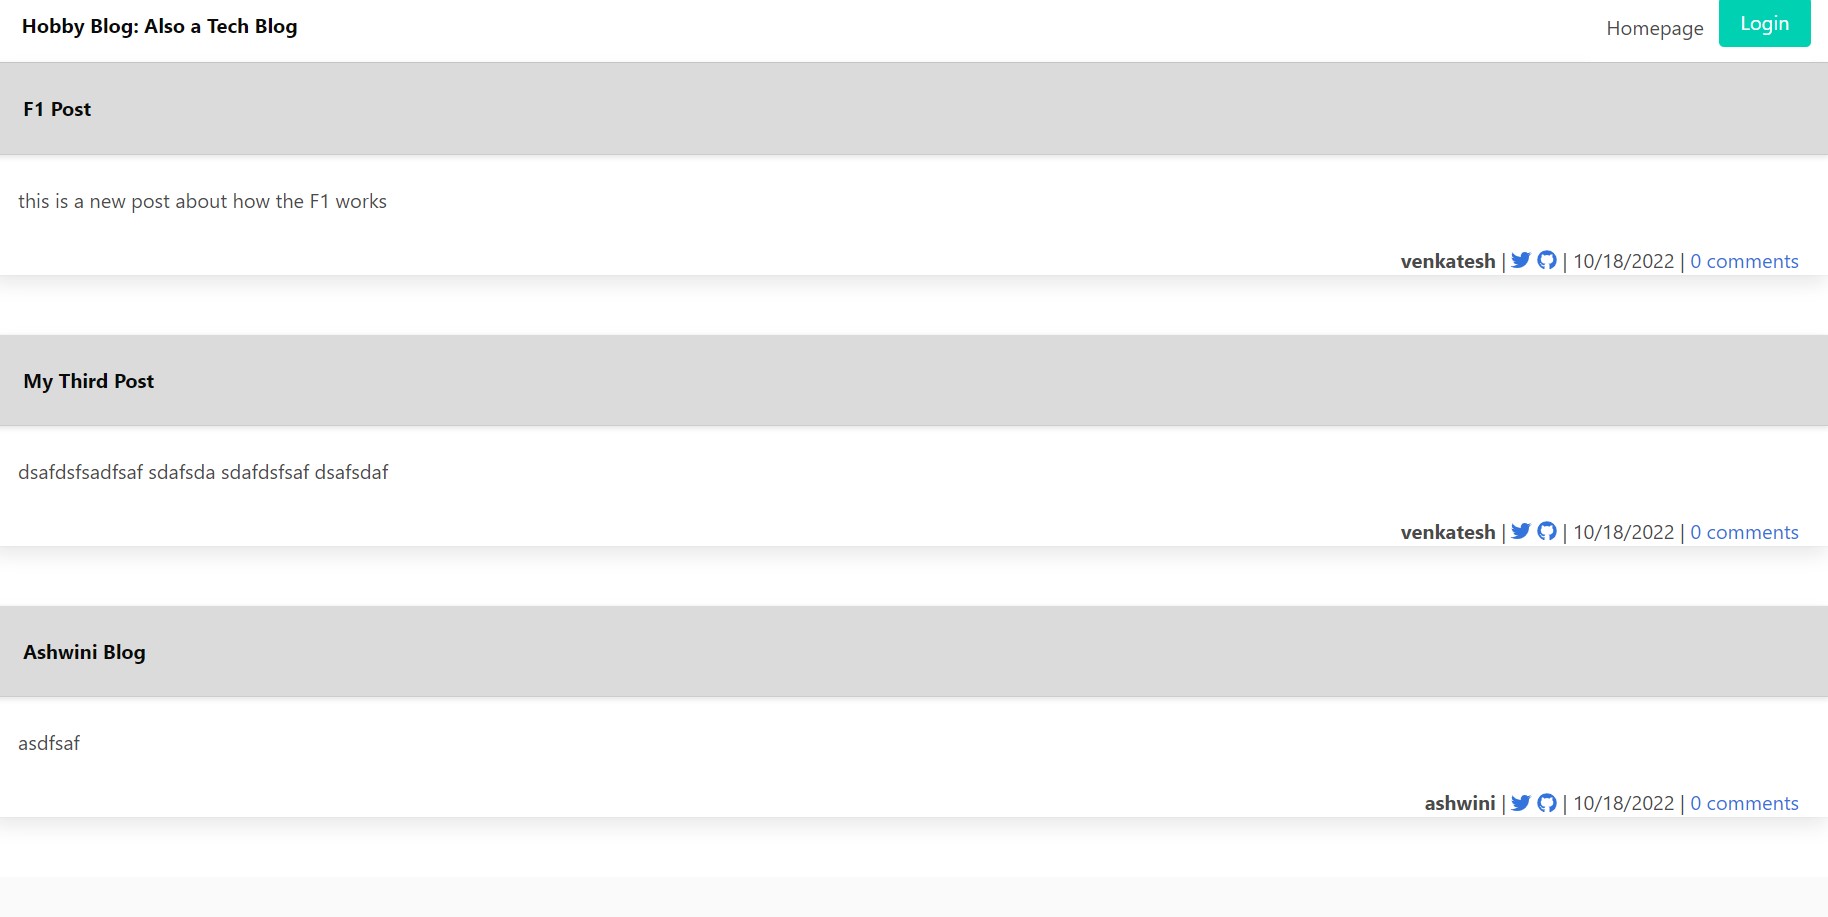 Hobby Blog: Also a Tech Blog
Homepage
Login
F1 Post
this is a new post about how the F1 works
venkatesh | | 10/18/2022 | 0 comments
My Third Post
dsafdsfsadfsaf sdafsda sdafdsfsaf dsafsdaf
venkatesh | | 10/18/2022 | 0 comments
Ashwini Blog
asdfsaf
ashwini | | 10/18/2022 | 0 comments